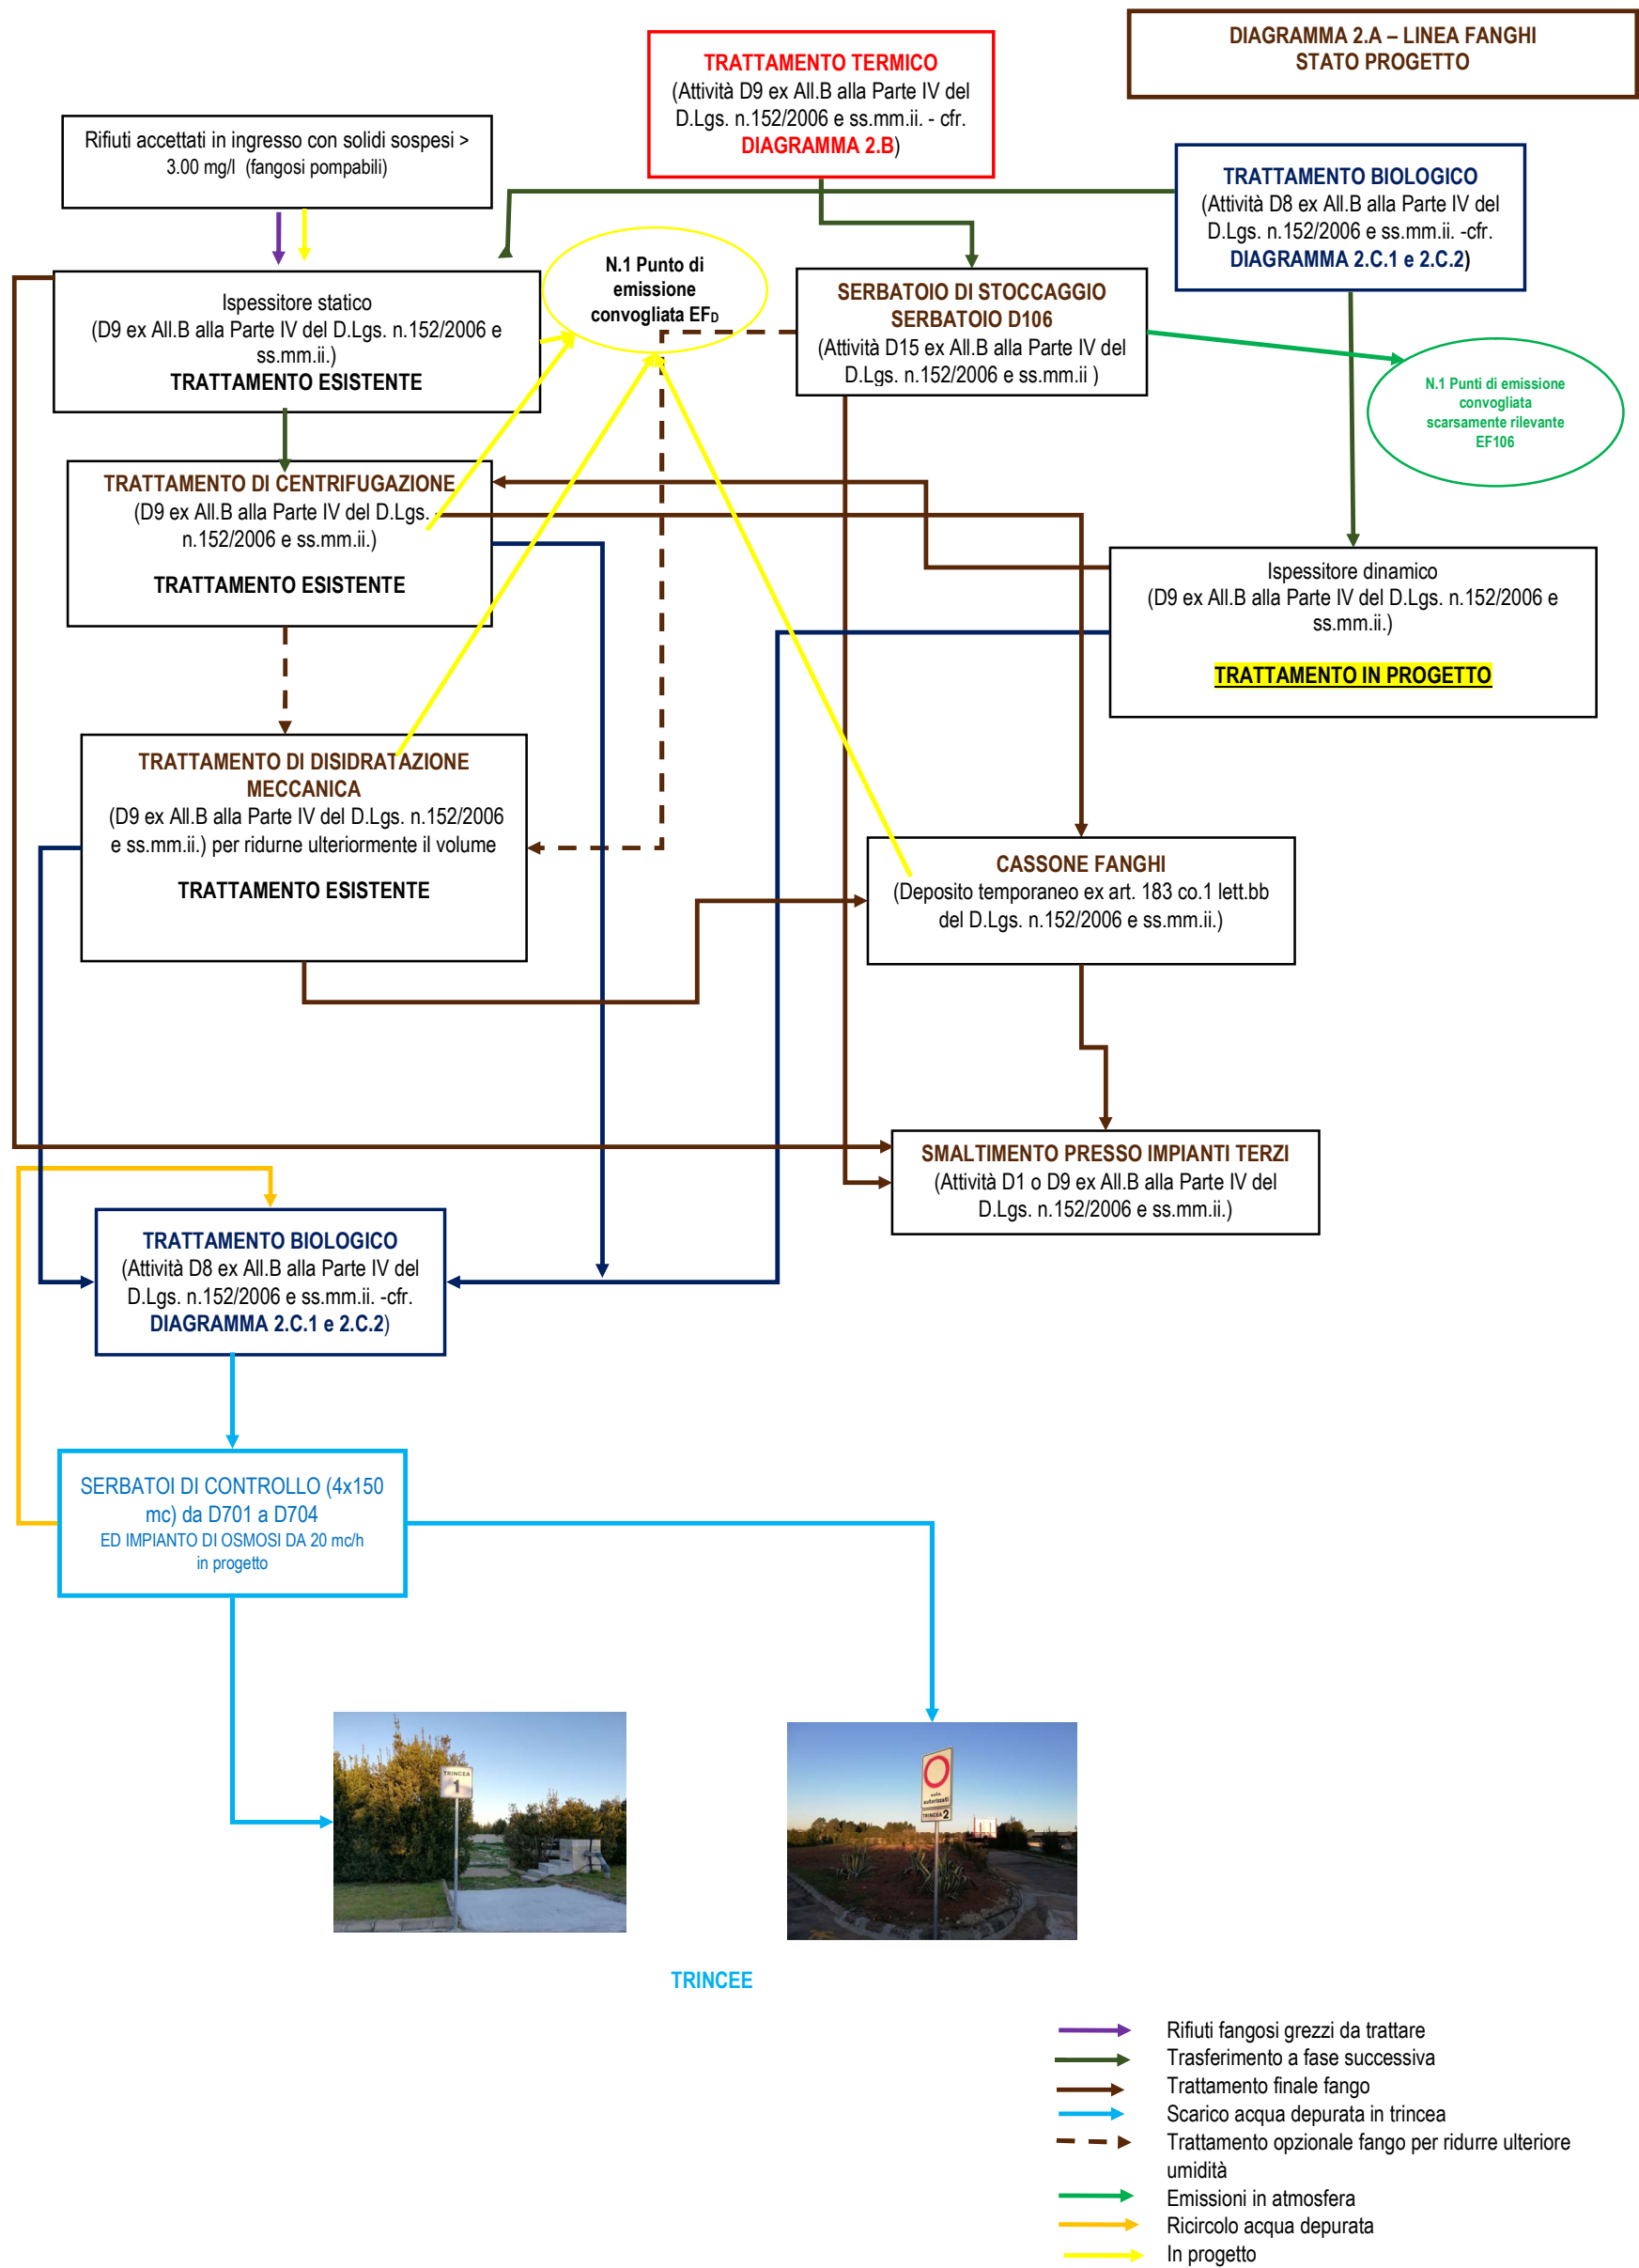 DIAGRAMMA 2.A – LINEA FANGHI
STATO PROGETTO
TRATTAMENTO TERMICO
(Attività D9 ex All.B alla Parte IV del
D.Lgs. n.152/2006 e ss.mm.ii. - cfr.
DIAGRAMMA 2.B)
Rifiuti accettati in ingresso con solidi sospesi >
3.00 mg/l (fangosi pompabili)
TRATTAMENTO BIOLOGICO
(Attività D8 ex All.B alla Parte IV del
D.Lgs. n.152/2006 e ss.mm.ii. -cfr.
DIAGRAMMA 2.C.1 e 2.C.2)
N.1 Punto di
emissione
convogliata EFD
Ispessitore statico
(D9 ex All.B alla Parte IV del D.Lgs. n.152/2006 e
ss.mm.ii.)
TRATTAMENTO ESISTENTE
SERBATOIO DI STOCCAGGIO
SERBATOIO D106
(Attività D15 ex All.B alla Parte IV del
D.Lgs. n.152/2006 e ss.mm.ii )
N.1 Punti di emissione
convogliata
scarsamente rilevante
EF106
TRATTAMENTO DI CENTRIFUGAZIONE
(D9 ex All.B alla Parte IV del D.Lgs.
n.152/2006 e ss.mm.ii.)
TRATTAMENTO ESISTENTE
Ispessitore dinamico
(D9 ex All.B alla Parte IV del D.Lgs. n.152/2006 e
ss.mm.ii.)
TRATTAMENTO IN PROGETTO
TRATTAMENTO DI DISIDRATAZIONE
MECCANICA
(D9 ex All.B alla Parte IV del D.Lgs. n.152/2006
e ss.mm.ii.) per ridurne ulteriormente il volume
TRATTAMENTO ESISTENTE
CASSONE FANGHI
(Deposito temporaneo ex art. 183 co.1 lett.bb
del D.Lgs. n.152/2006 e ss.mm.ii.)
SMALTIMENTO PRESSO IMPIANTI TERZI
(Attività D1 o D9 ex All.B alla Parte IV del
D.Lgs. n.152/2006 e ss.mm.ii.)
TRATTAMENTO BIOLOGICO
(Attività D8 ex All.B alla Parte IV del
D.Lgs. n.152/2006 e ss.mm.ii. -cfr.
DIAGRAMMA 2.C.1 e 2.C.2)
SERBATOI DI CONTROLLO (4x150
mc) da D701 a D704
ED IMPIANTO DI OSMOSI DA 20 mc/h
in progetto
TRINCEA
1
auto
autorizzati
TRINCEA 2
TRINCEE
Rifiuti fangosi grezzi da trattare
Trasferimento a fase successiva
Trattamento finale fango
Scarico acqua depurata in trincea
Trattamento opzionale fango per ridurre ulteriore
umidità
Emissioni in atmosfera
Ricircolo acqua depurata
In progetto